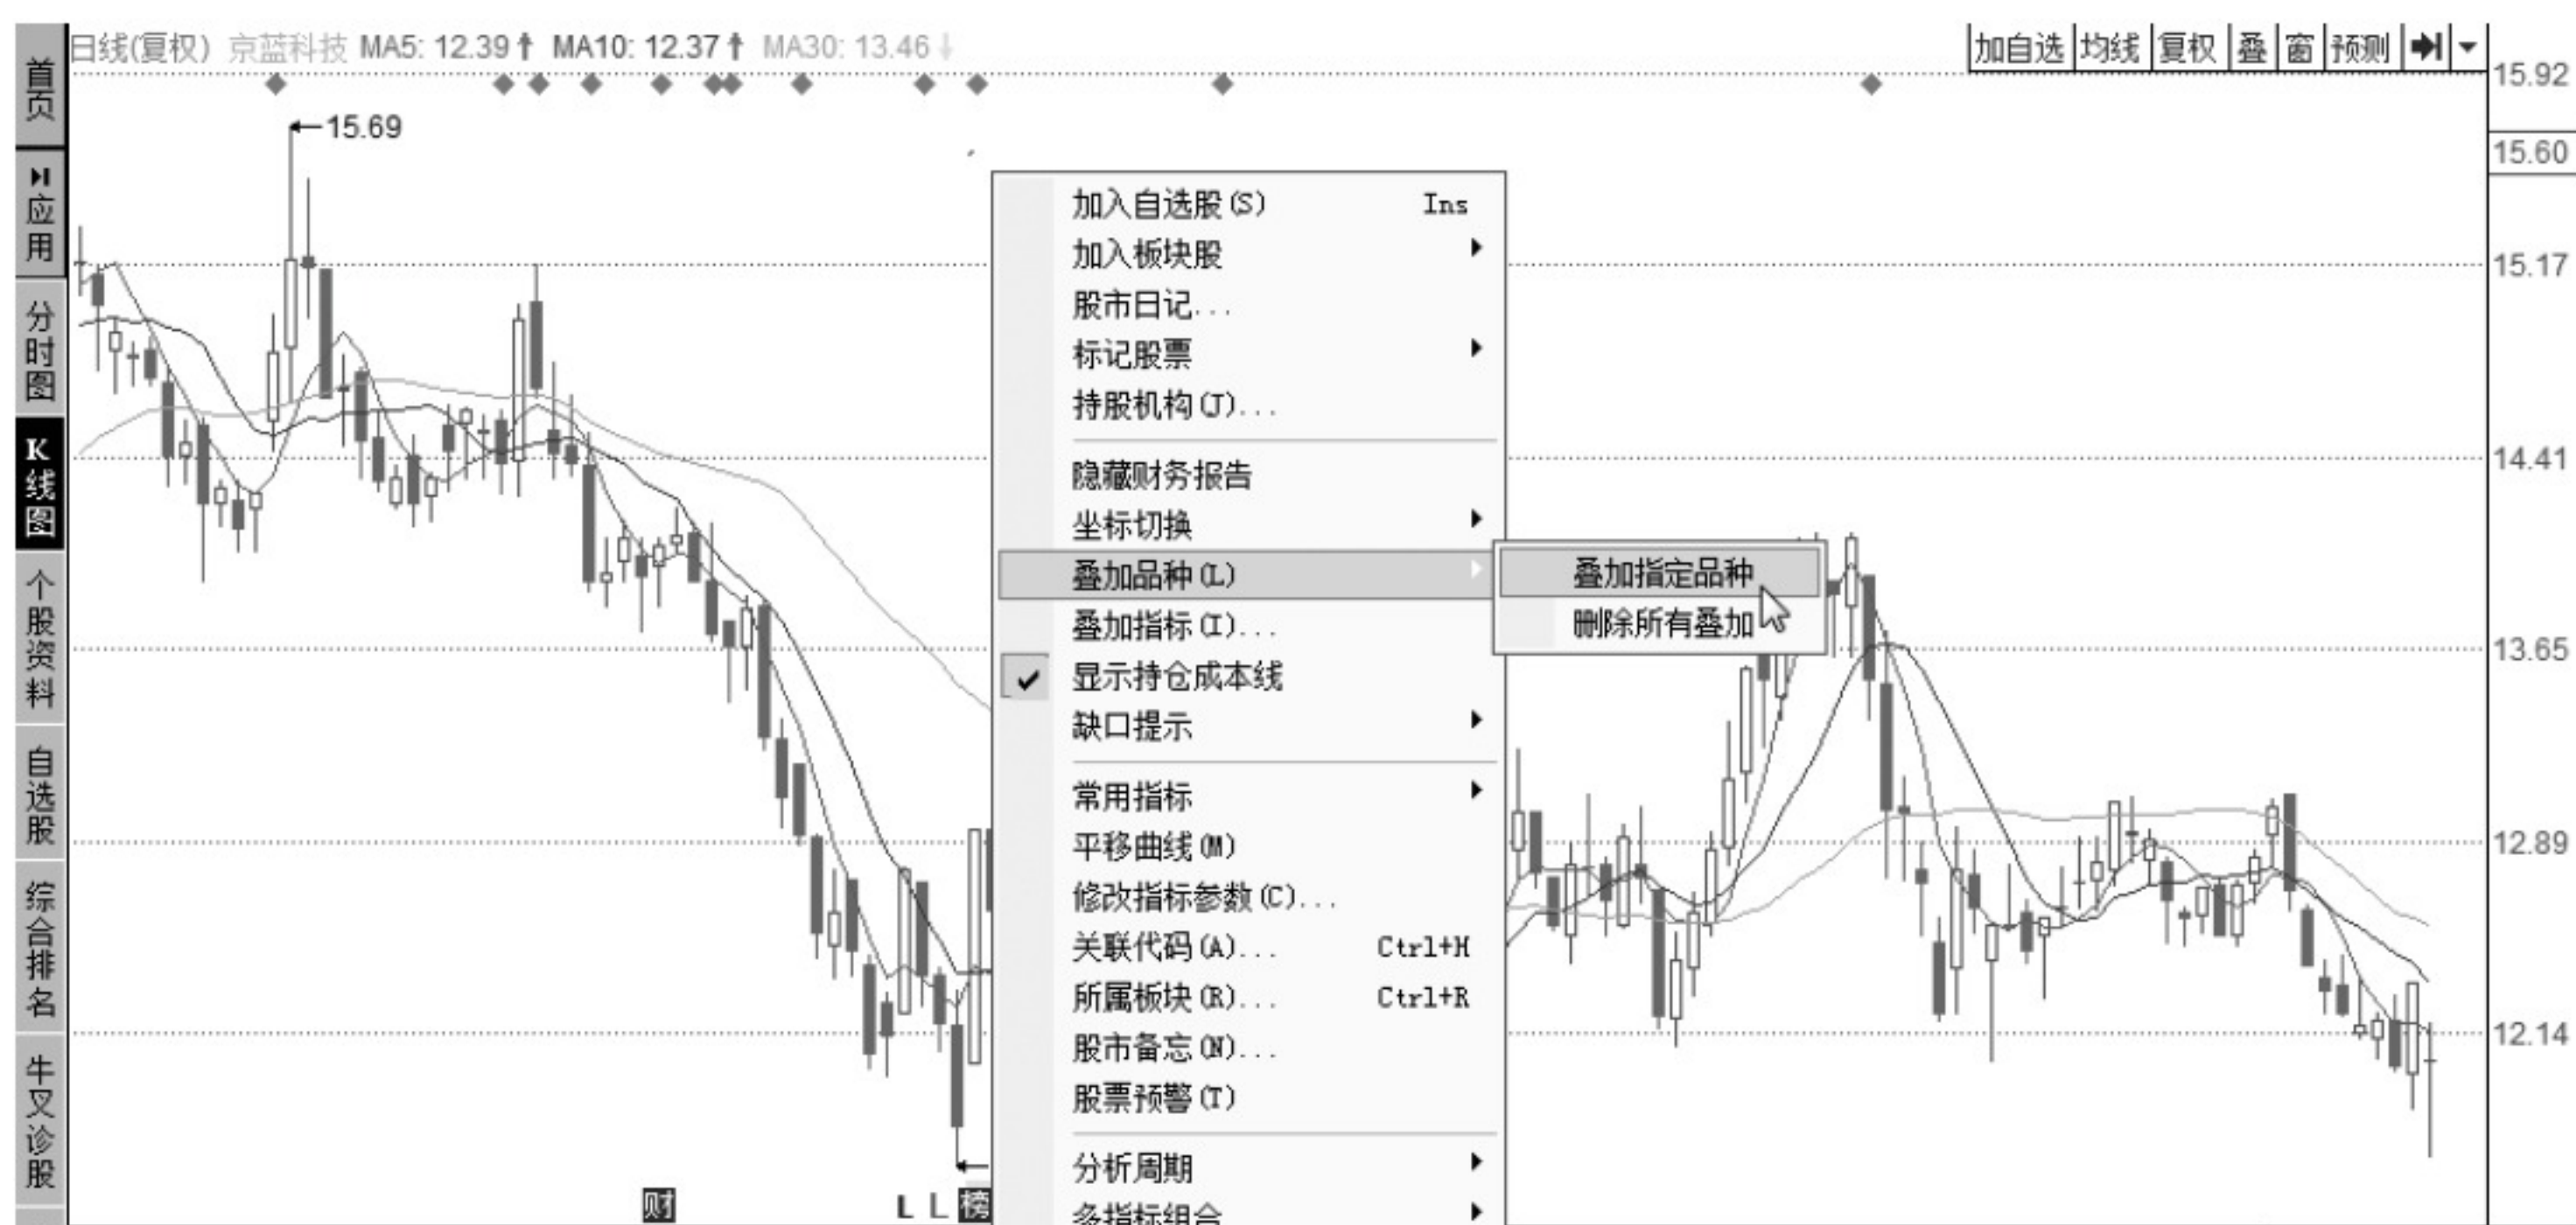 日线(复权) 京蓝科技 MA5: 12.39↑ MA10: 12.37↑ MA30: 13.46↓
加自选 均线 复权 叠 窗 预测
首页
应用
分时图
K线图
个股资料
自选股
综合排名
牛叉诊股
15.69
加入自选股(S) Ins
加入板块股
股市日记...
标记股票
持股机构(J)...
隐藏财务报告
坐标切换
叠加品种(L)
叠加指标(I)...
显示持仓成本线
缺口提示
常用指标
平移曲线(M)
修改指标参数(C)...
关联代码(A)... Ctrl+H
所属板块(R)... Ctrl+R
股市备忘(N)...
股票预警(T)
分析周期
多指标组合
叠加指定品种
删除所有叠加
15.92
15.60
15.17
14.41
13.65
12.89
12.14
财
L L 榜